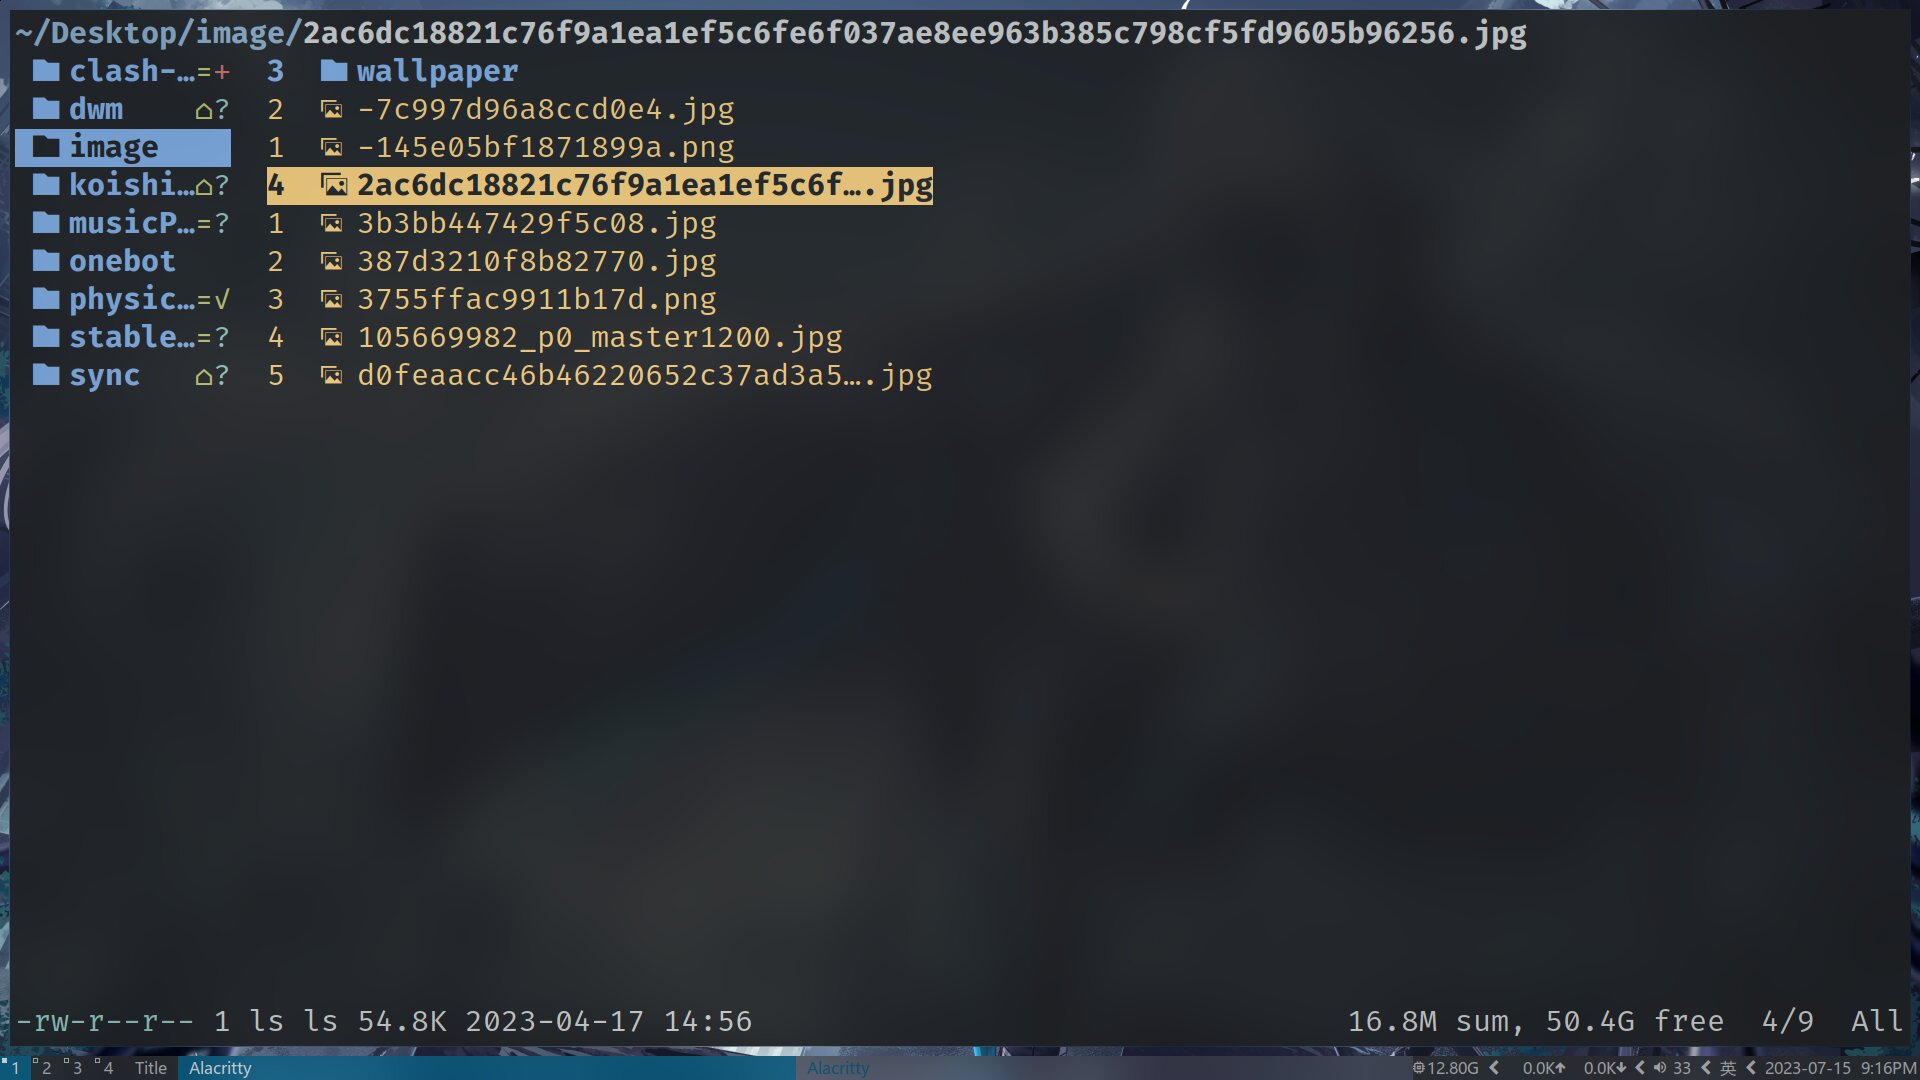 ~/Desktop/image/2ac6dc18821c76f9a1ea1ef5c6fe6f037ae8ee963b385c798cf5fd9605b96256.jpg
clash-…=+ 3 wallpaper
dwm ⌂? 2 -7c997d96a8ccd0e4.jpg
image 1 -145e05bf1871899a.png
koishi…⌂? 4 2ac6dc18821c76f9a1ea1ef5c6f….jpg
musicP…=? 1 3b3bb447429f5c08.jpg
onebot 2 387d3210f8b82770.jpg
physic…=√ 3 3755ffac9911b17d.png
stable…=? 4 105669982_p0_master1200.jpg
sync ⌂? 5 d0feaacc46b46220652c37ad3a5….jpg
-rw-r--r-- 1 ls ls 54.8K 2023-04-17 14:56 16.8M sum, 50.4G free 4/9 All
1 2 3 4 Title Alacritty Alacritty 12.80G 0.0K 0.0K 33 英 2023-07-15 9:16PM